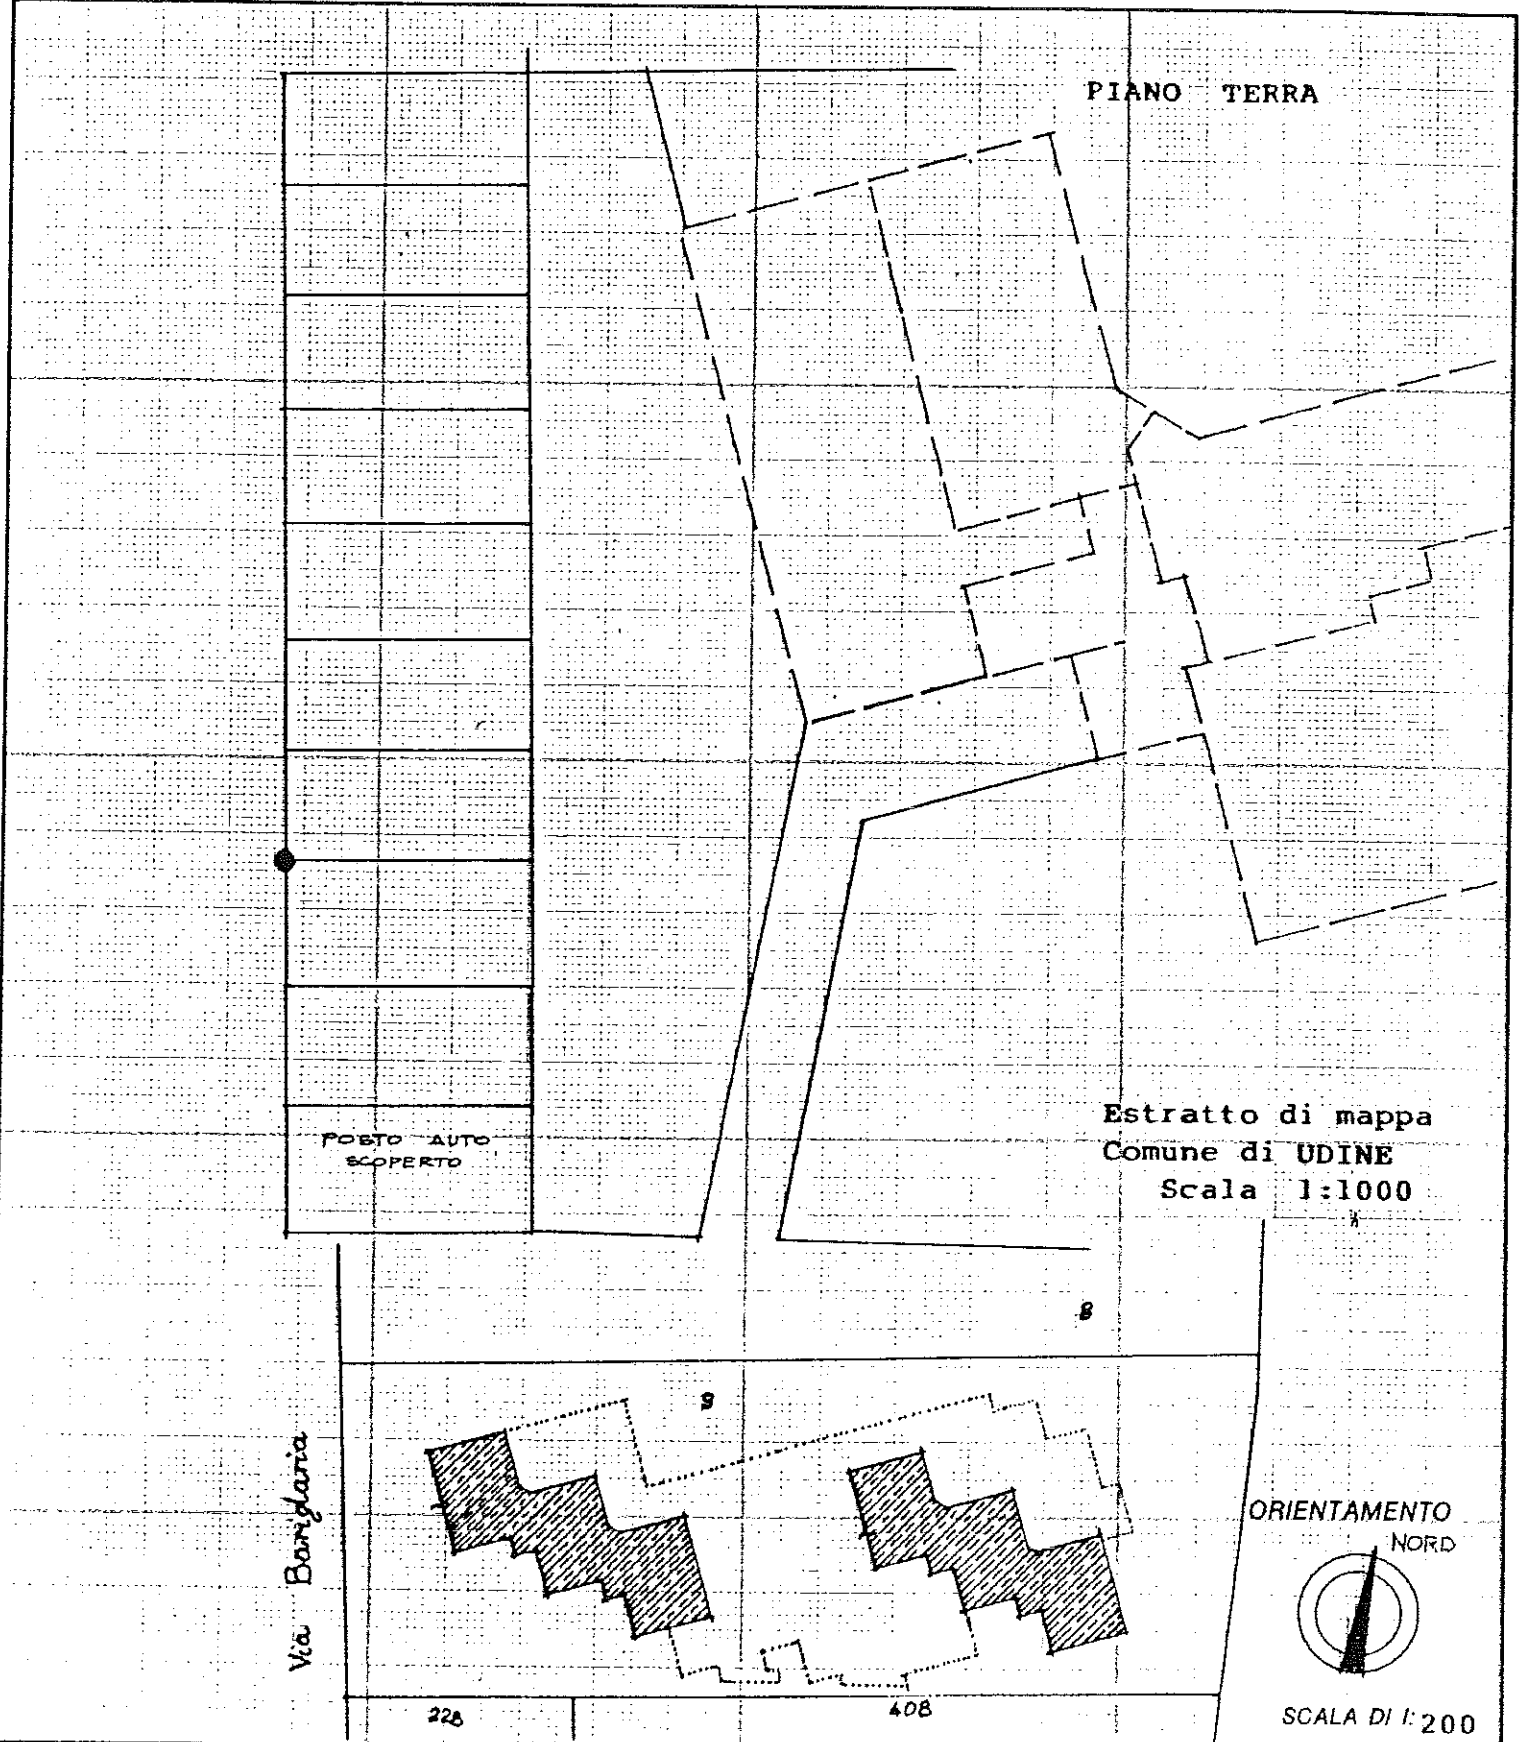 PIANO TERRA
POSTO AUTO
SCOPERTO
Estratto di mappa
Comune di UDINE
Scala 1:1000
8
9
Via Bariglaria
ORIENTAMENTO
NORD
228
408
SCALA DI 1: 200